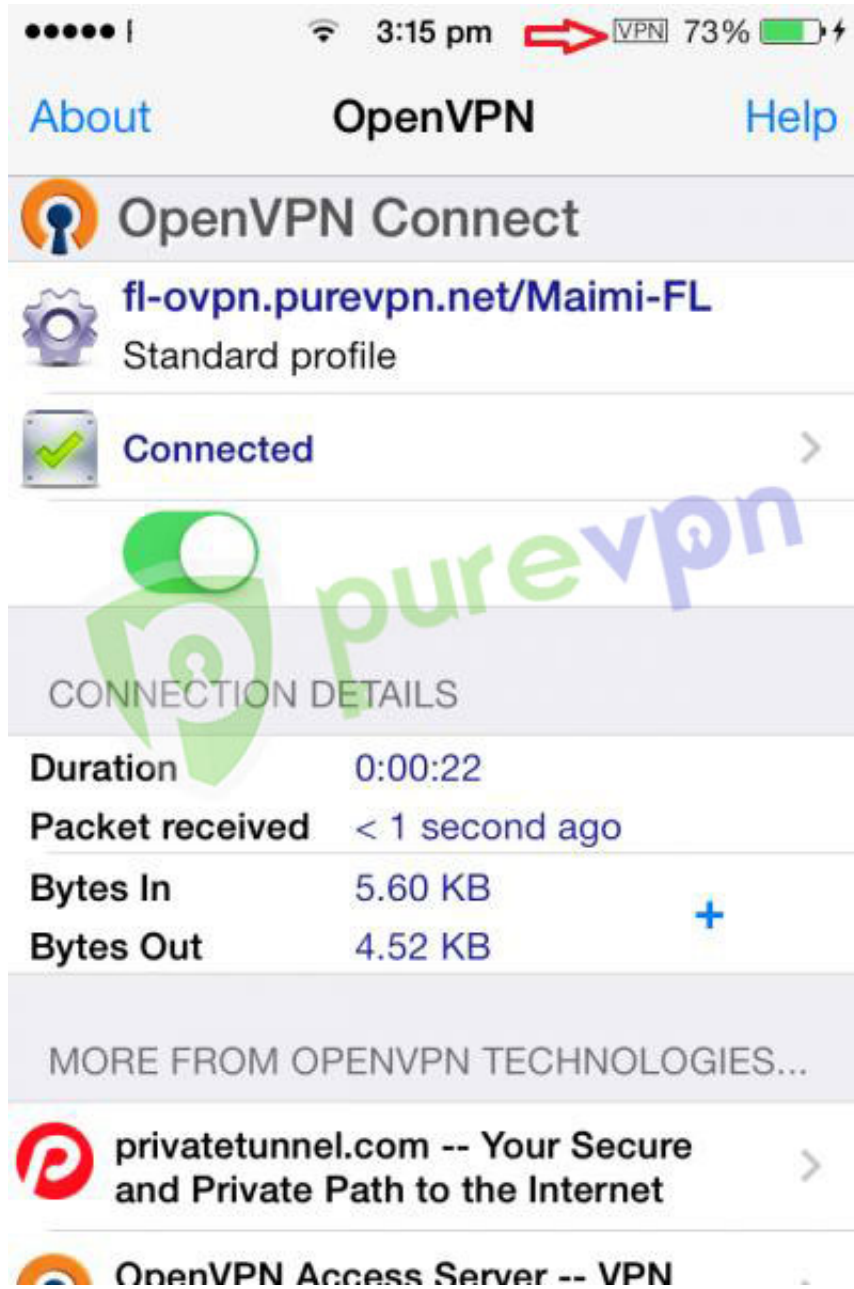 3:15 pm VPN 73%
About OpenVPN Help
OpenVPN Connect
fl-ovpn.purevpn.net/Maimi-FL
Standard profile
Connected
purevpn
CONNECTION DETAILS
Duration 0:00:22
Packet received < 1 second ago
Bytes In 5.60 KB
+
Bytes Out 4.52 KB
MORE FROM OPENVPN TECHNOLOGIES...
privatetunnel.com -- Your Secure
and Private Path to the Internet
OpenVPN Access Server -- VPN